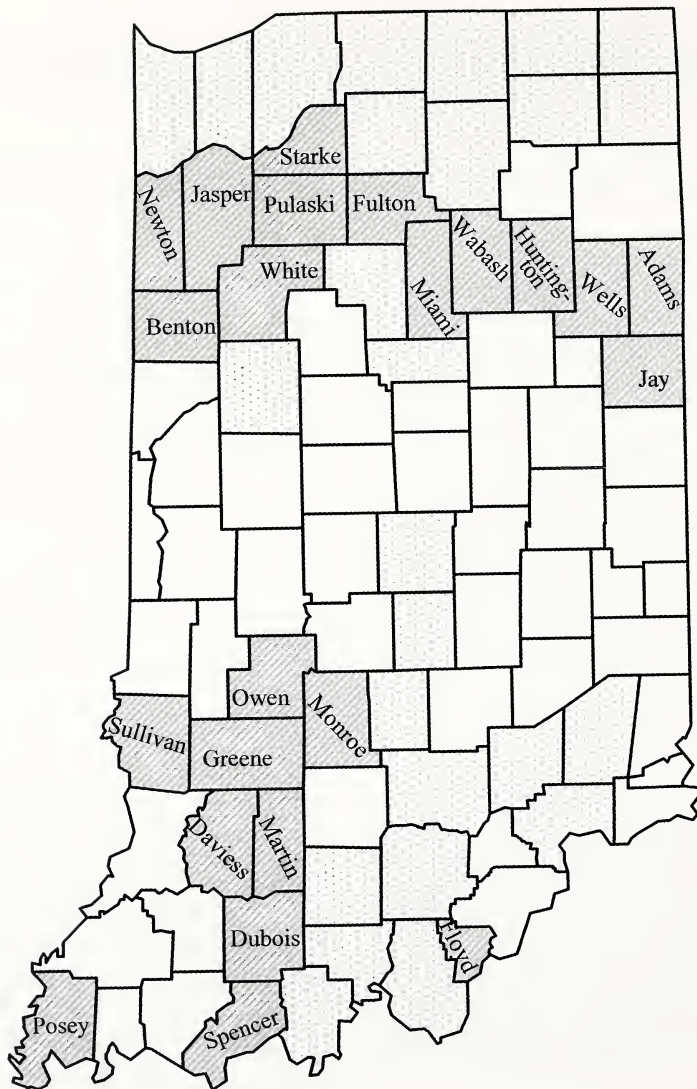 Starke
Newton
Jasper
Pulaski
Fulton
White
Miami
Wabash
Hunting-
ton
Wells
Adams
Benton
Jay
Owen
Sullivan
Greene
Monroe
Daviess
Martin
Dubois
Floyd
Posey
Spencer